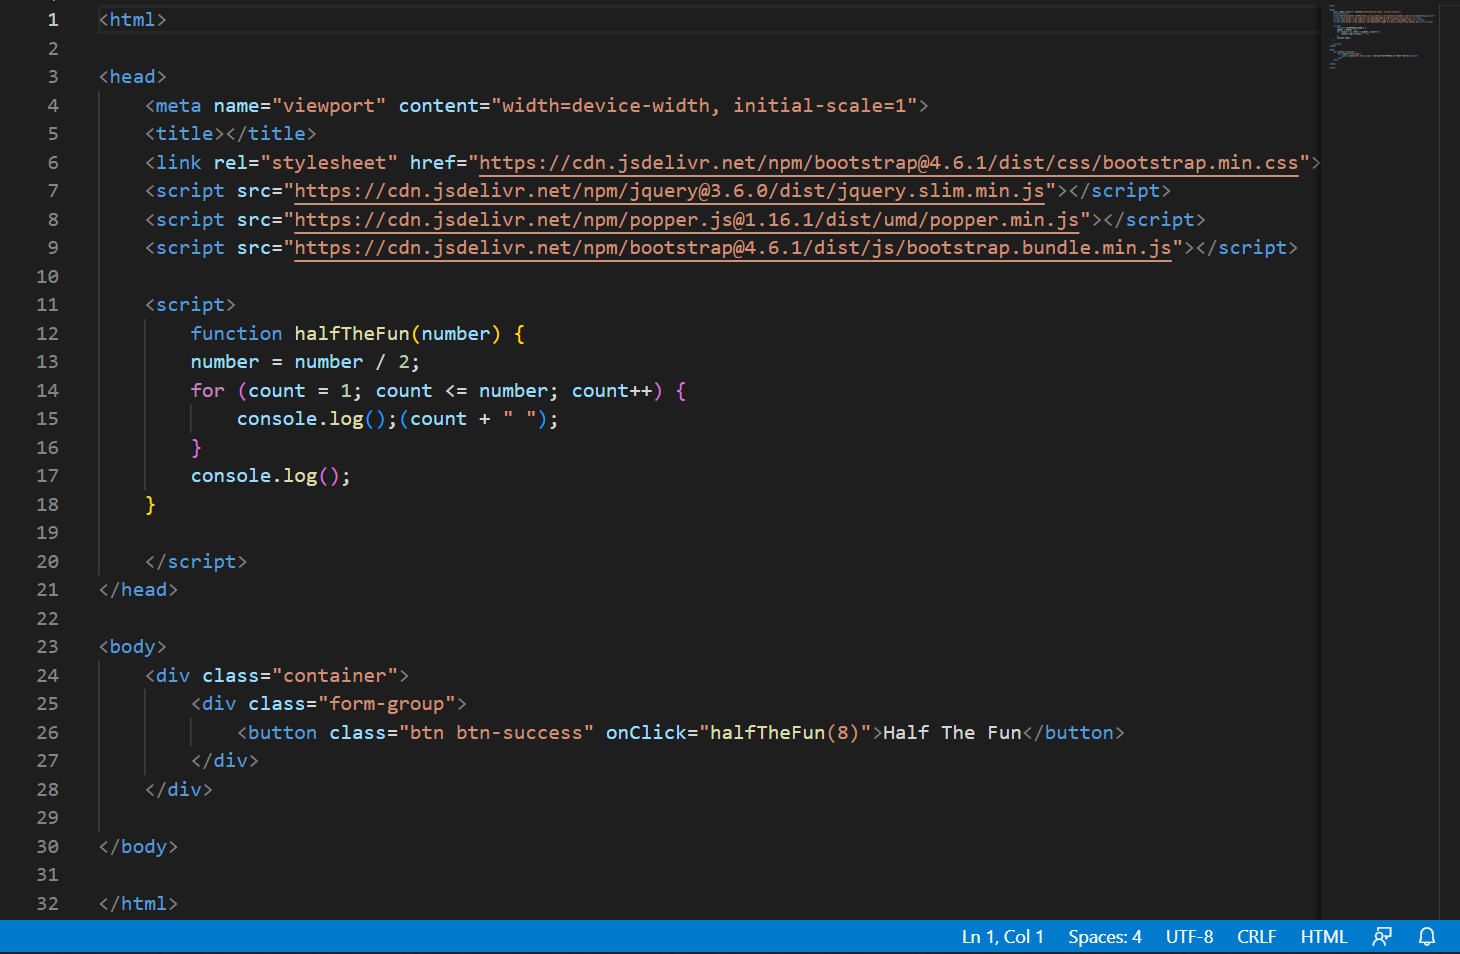 1 <html>
2
3 <head>
4     <meta name="viewport" content="width=device-width, initial-scale=1">
5     <title></title>
6     <link rel="stylesheet" href="https://cdn.jsdelivr.net/npm/bootstrap@4.6.1/dist/css/bootstrap.min.css">
7     <script src="https://cdn.jsdelivr.net/npm/jquery@3.6.0/dist/jquery.slim.min.js"></script>
8     <script src="https://cdn.jsdelivr.net/npm/popper.js@1.16.1/dist/umd/popper.min.js"></script>
9     <script src="https://cdn.jsdelivr.net/npm/bootstrap@4.6.1/dist/js/bootstrap.bundle.min.js"></script>
10
11     <script>
12         function halfTheFun(number) {
13         number = number / 2;
14         for (count = 1; count <= number; count++) {
15             console.log();(count + " ");
16         }
17         console.log();
18     }
19
20     </script>
21 </head>
22
23 <body>
24     <div class="container">
25         <div class="form-group">
26             <button class="btn btn-success" onClick="halfTheFun(8)">Half The Fun</button>
27         </div>
28     </div>
29
30 </body>
31
32 </html>
Ln 1, Col 1 Spaces: 4 UTF-8 CRLF HTML